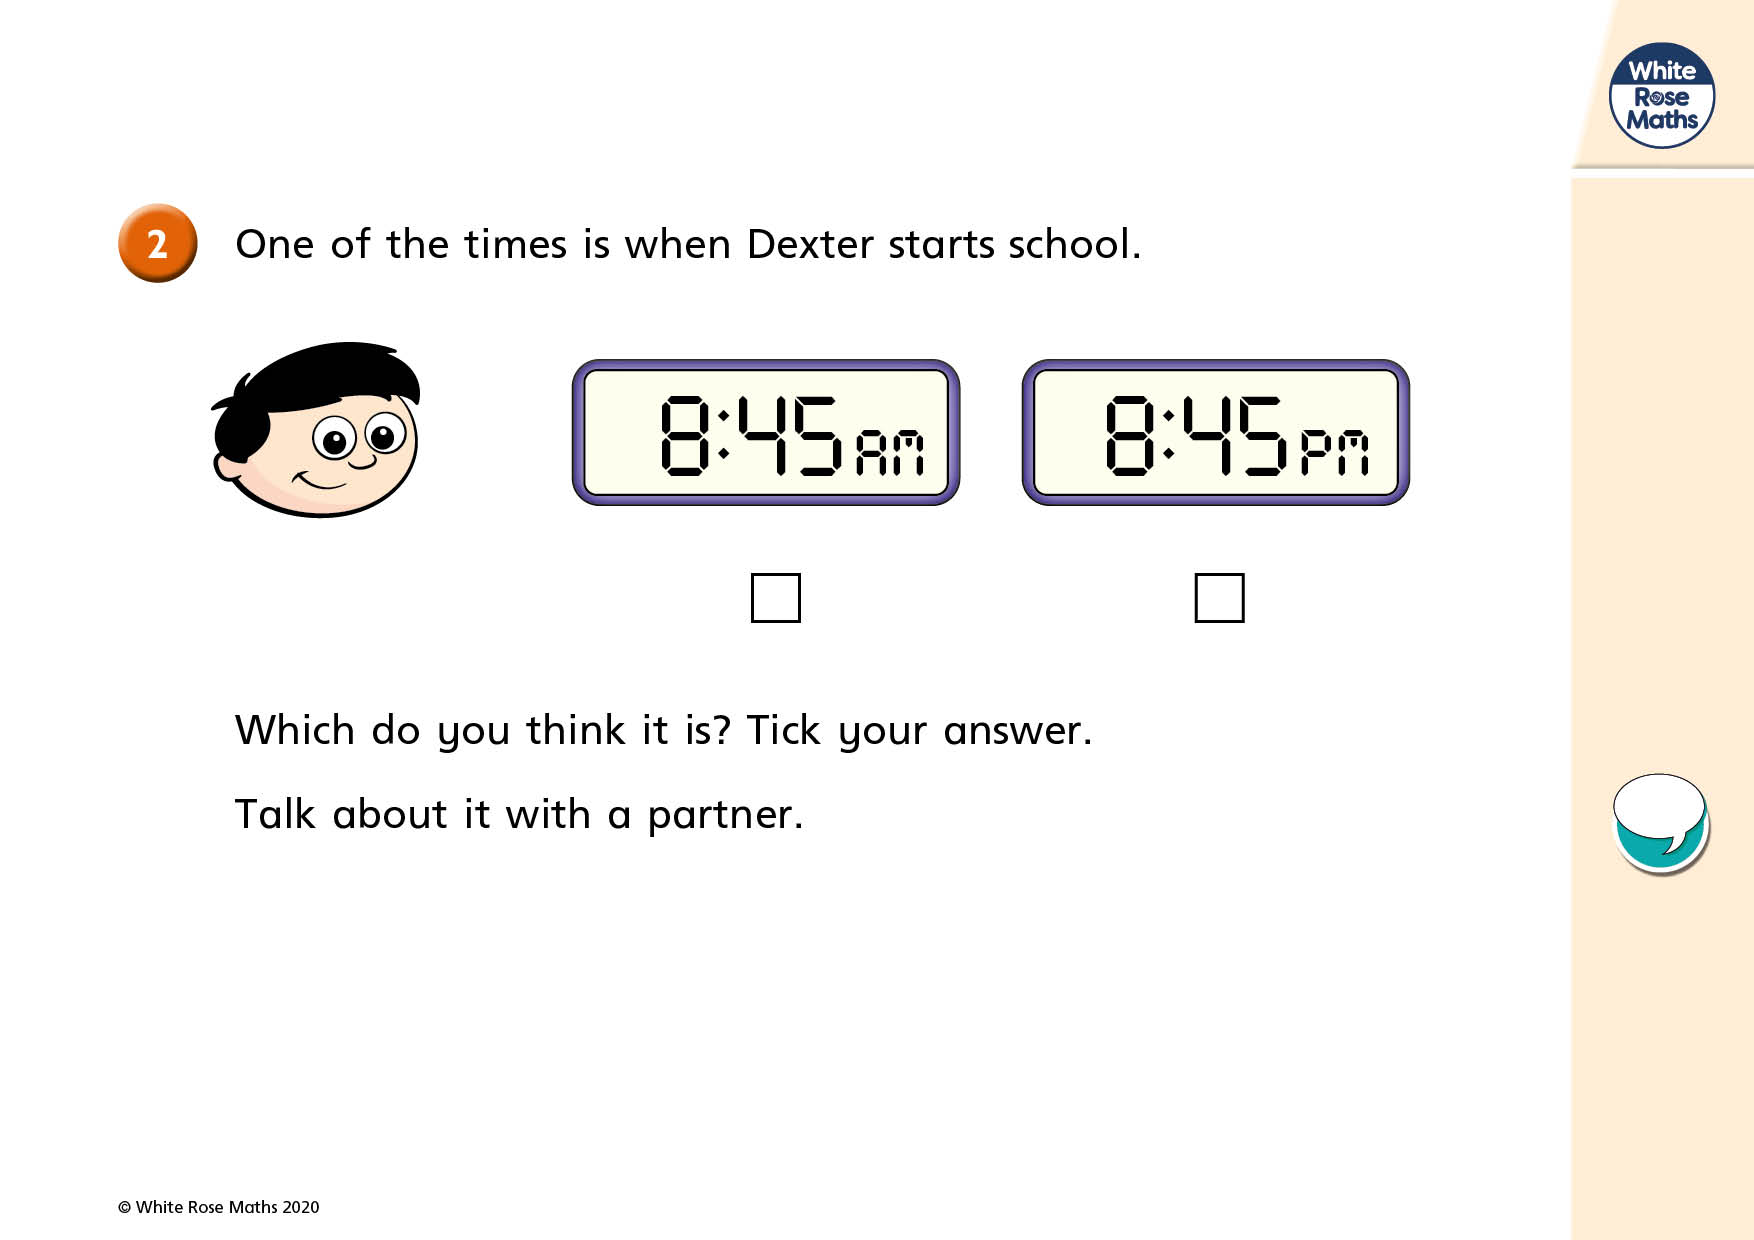 White
Rose
Maths
2 One of the times is when Dexter starts school.
8:45 AM 8:45 PM
Which do you think it is? Tick your answer.
Talk about it with a partner.
© White Rose Maths 2020